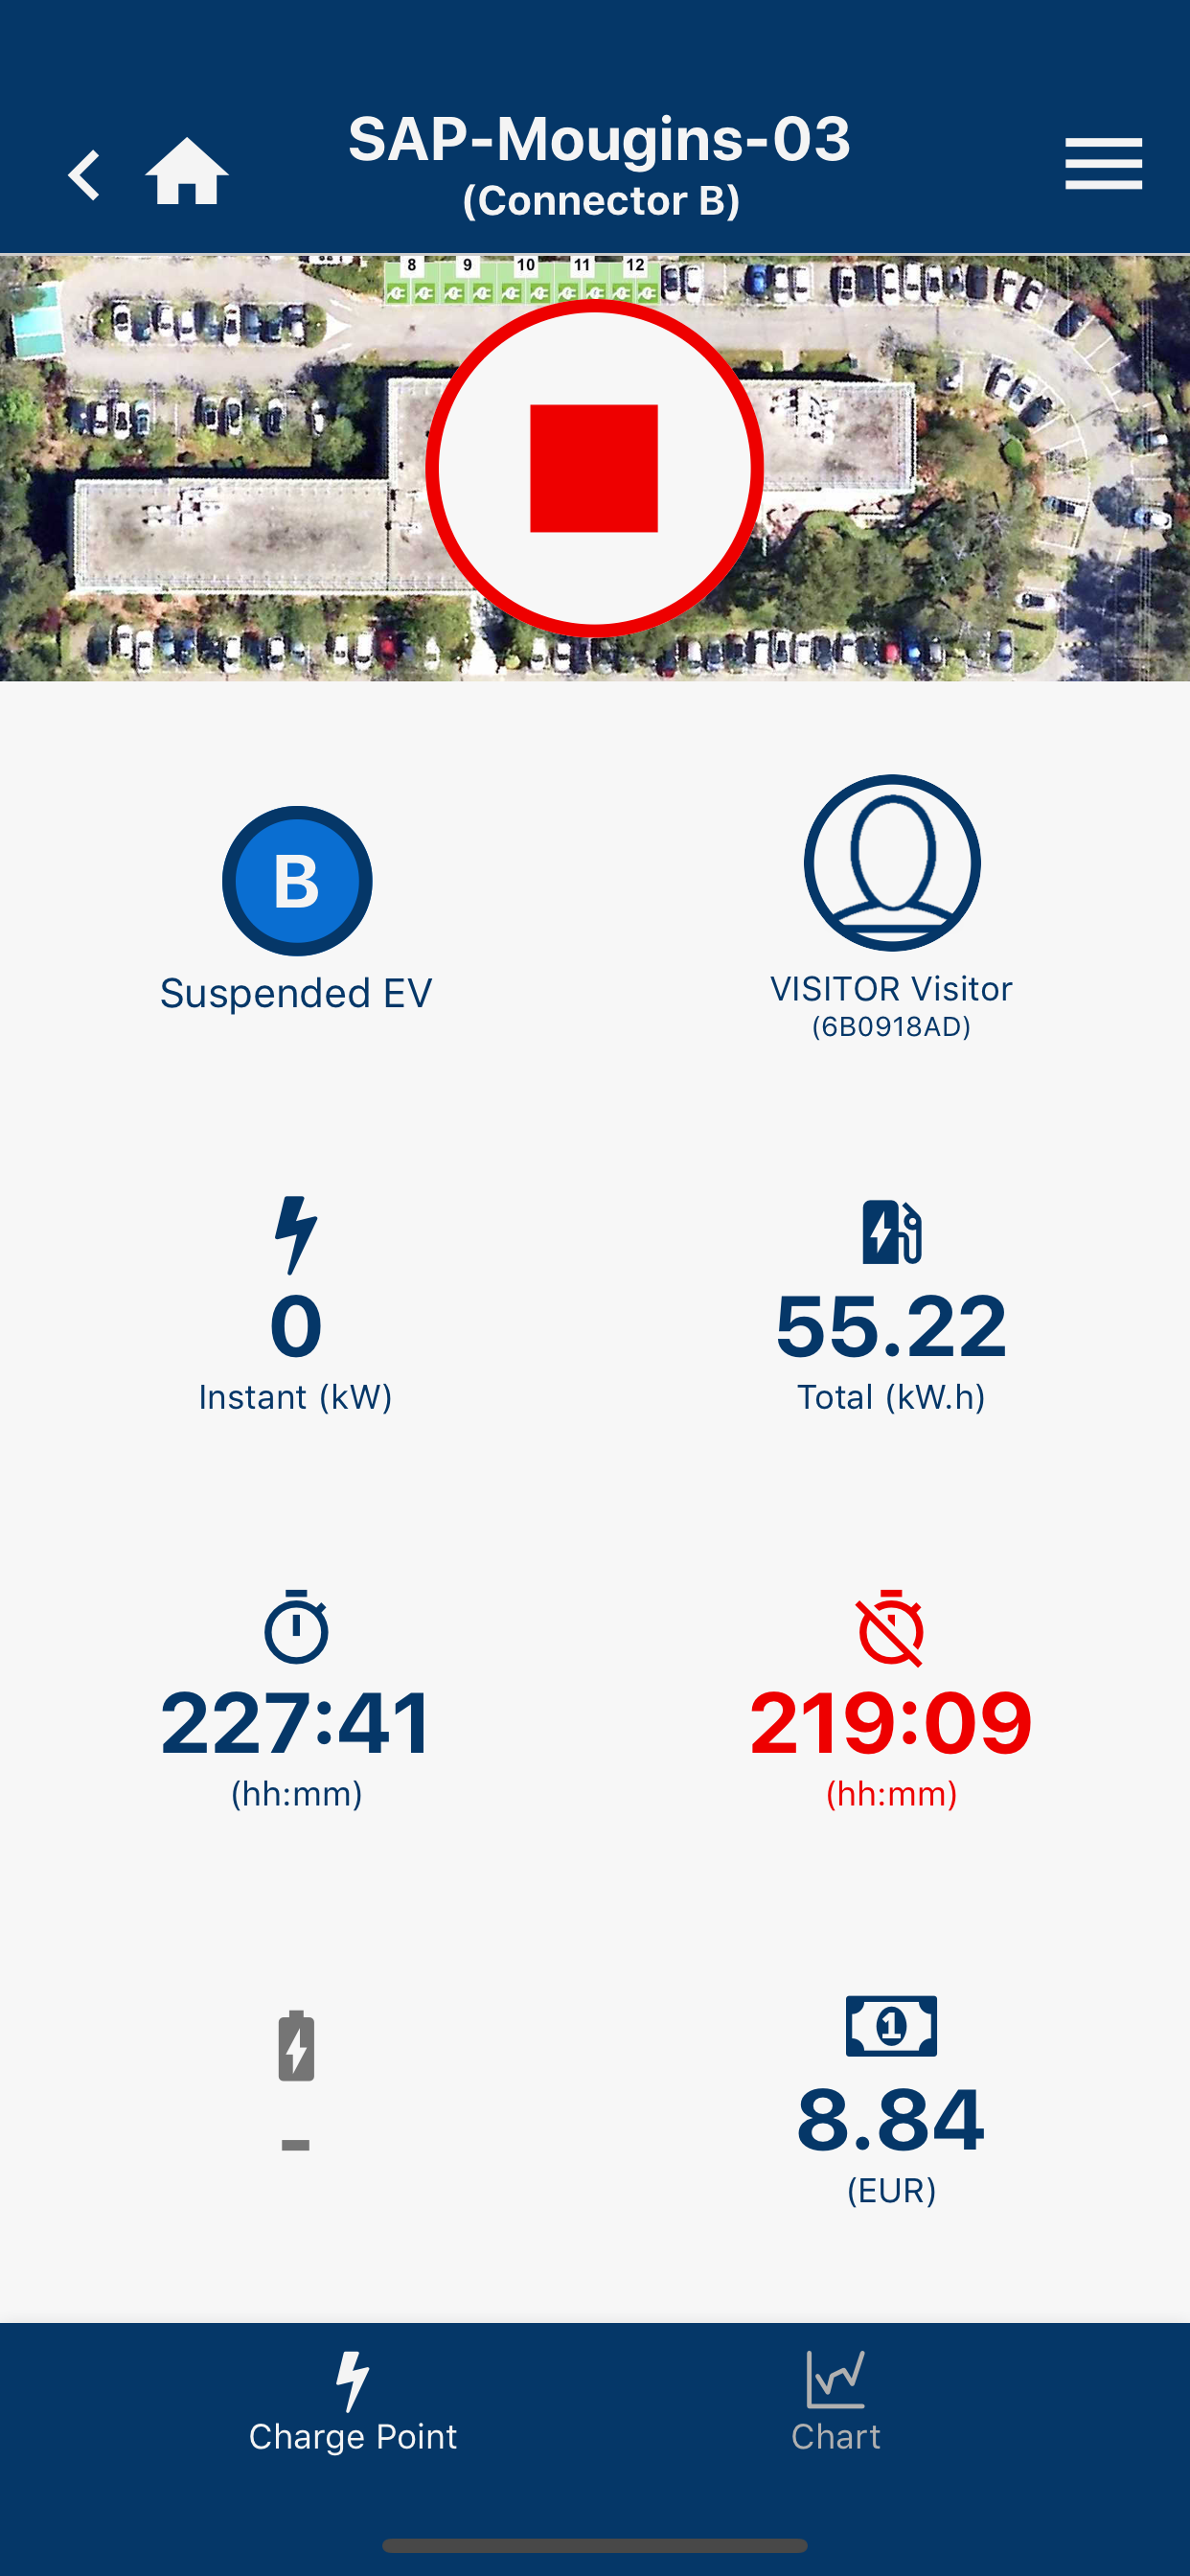 SAP-Mougins-03
(Connector B)
8 9 10 11 12
B
Suspended EV
VISITOR Visitor
(6B0918AD)
0
Instant (kW)
55.22
Total (kW.h)
227:41
(hh:mm)
219:09
(hh:mm)
-
1
8.84
(EUR)
Charge Point
Chart